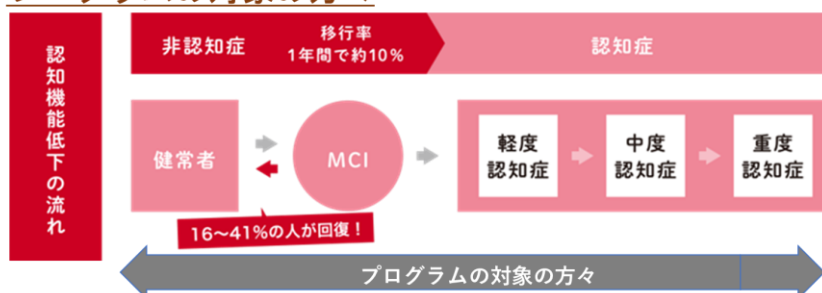 認知機能低下の流れ
非認知症
移行率
1年間で約10%
認知症
健常者
MCI
軽度
認知症
中度
認知症
重度
認知症
16～41%の人が回復！
プログラムの対象の方々